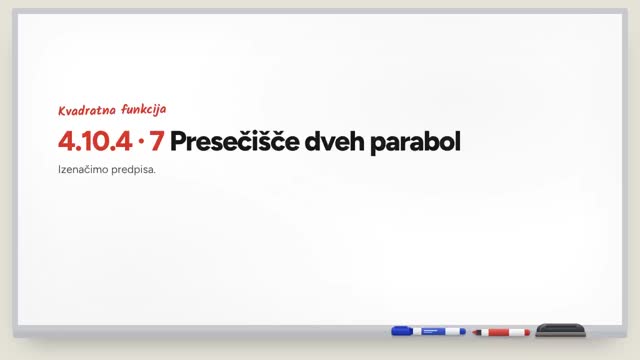 Kvadratna funkcija
4.10.4 · 7 Presečišče dveh parabol
Izenačimo predpisa.